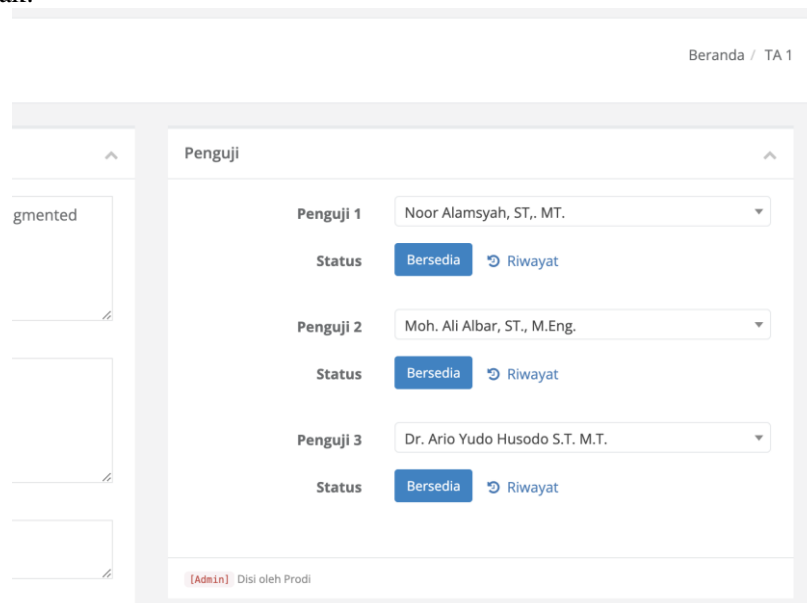 Beranda / TA 1
Penguji
gmented
Penguji 1 Noor Alamsyah, ST,. MT.
Status Bersedia Riwayat
Penguji 2 Moh. Ali Albar, ST., M.Eng.
Status Bersedia Riwayat
Penguji 3 Dr. Ario Yudo Husodo S.T. M.T.
Status Bersedia Riwayat
[Admin] Disi oleh Prodi